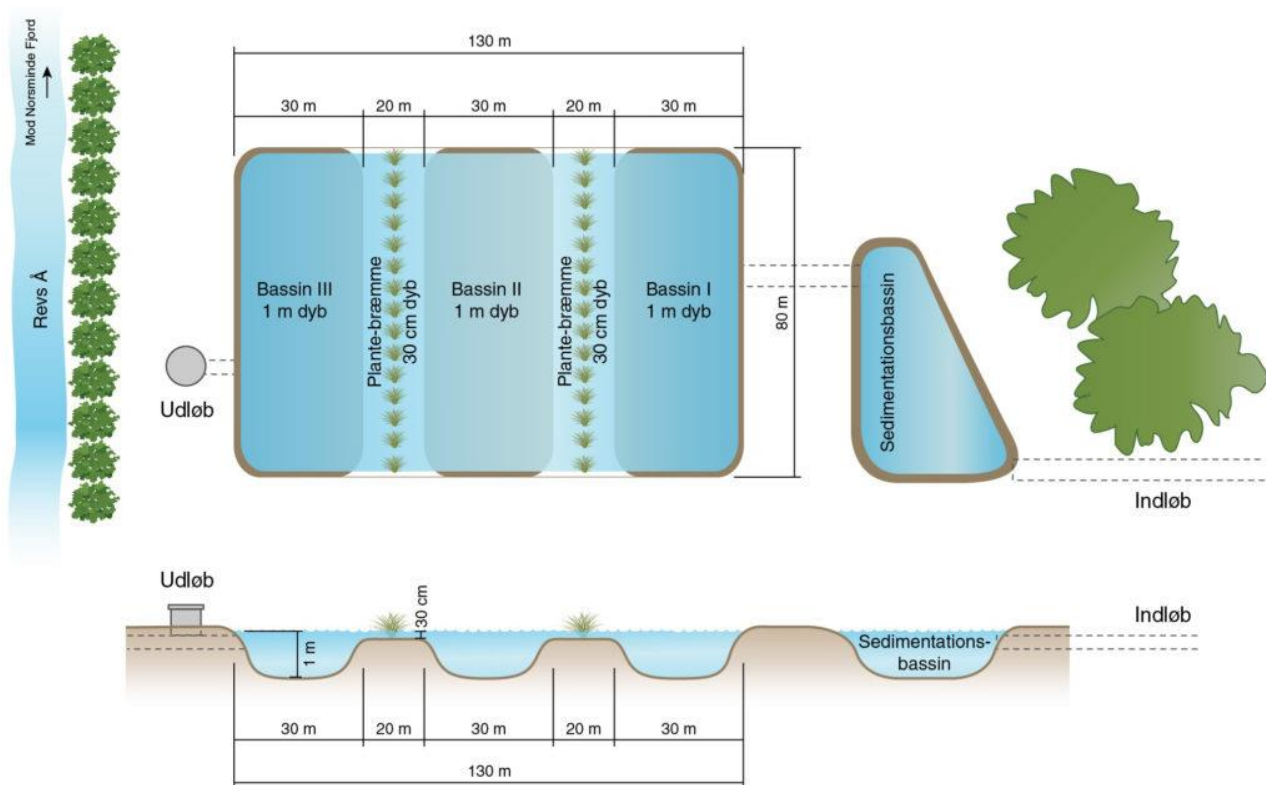 Mod Norsminde Fjord
Revs Å
130 m
30 m
20 m
30 m
20 m
30 m
Bassin III
1 m dyb
Plante-bræmme
30 cm dyb
Bassin II
1 m dyb
Plante-bræmme
30 cm dyb
Bassin I
1 m dyb
80 m
Sedimentationsbassin
Udløb
Indløb
Udløb
1 m
30 cm
Sedimentations-
bassin
Indløb
30 m
20 m
30 m
20 m
30 m
130 m